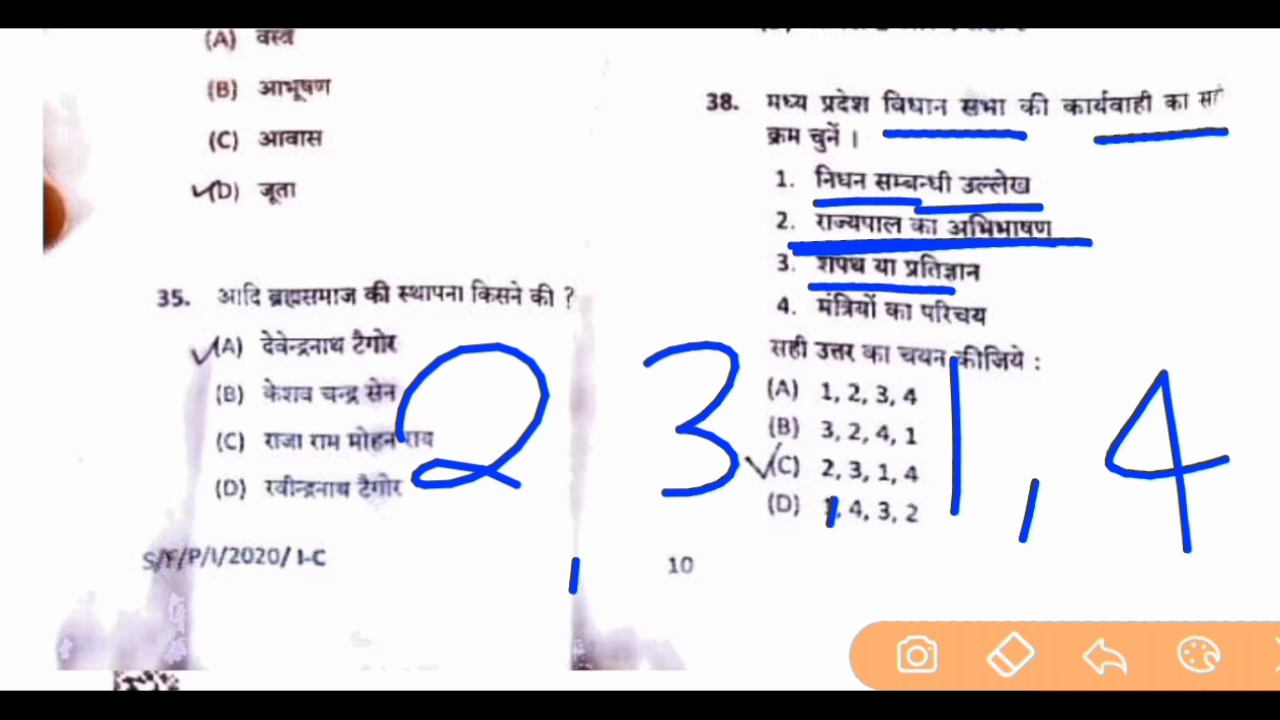 (A) वस्त्र
(B) आभूषण
(C) आवास
(D) जूता
35. आदि ब्रह्मसमाज की स्थापना किसने की ?
(A) देवेन्द्रनाथ टैगोर
(B) केशव चन्द्र सेन
(C) राजा राम मोहन राय
(D) रवीन्द्रनाथ टैगोर
S/F/P/I/2020/ I-C
10
38. मध्य प्रदेश विधान सभा की कार्यवाही का
क्रम चुनें ।
1. निधन सम्बन्धी उल्लेख
2. राज्यपाल का अभिभाषण
3. शपथ या प्रतिज्ञान
4. मंत्रियों का परिचय
सही उत्तर का चयन कीजिये :
(A) 1, 2, 3, 4
(B) 3, 2, 4, 1
(C) 2, 3, 1, 4
(D) 1, 4, 3, 2
2, 3, 1, 4